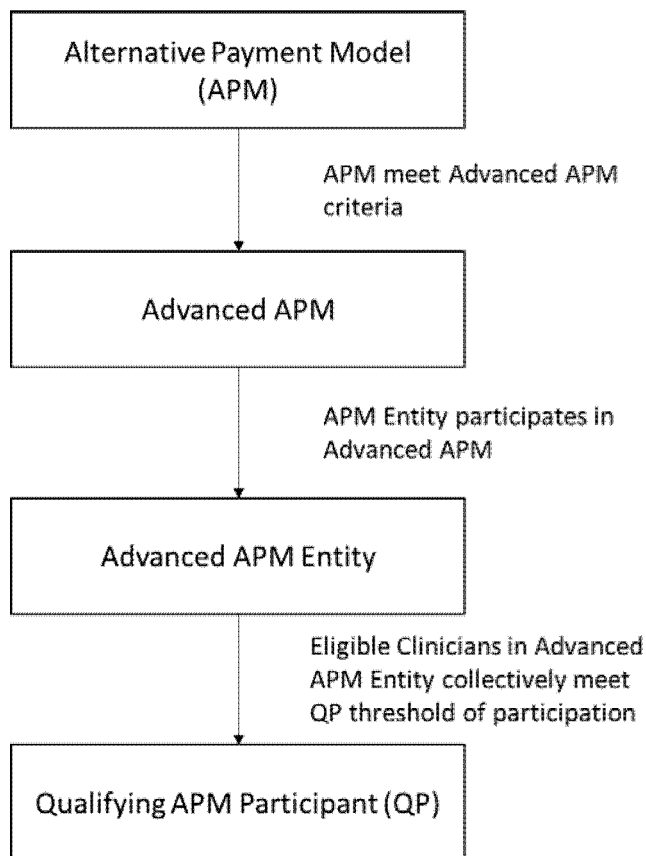 Alternative Payment Model
(APM)
APM meet Advanced APM
criteria
Advanced APM
APM Entity participates in
Advanced APM
Advanced APM Entity
Eligible Clinicians in Advanced
APM Entity collectively meet
QP threshold of participation
Qualifying APM Participant (QP)